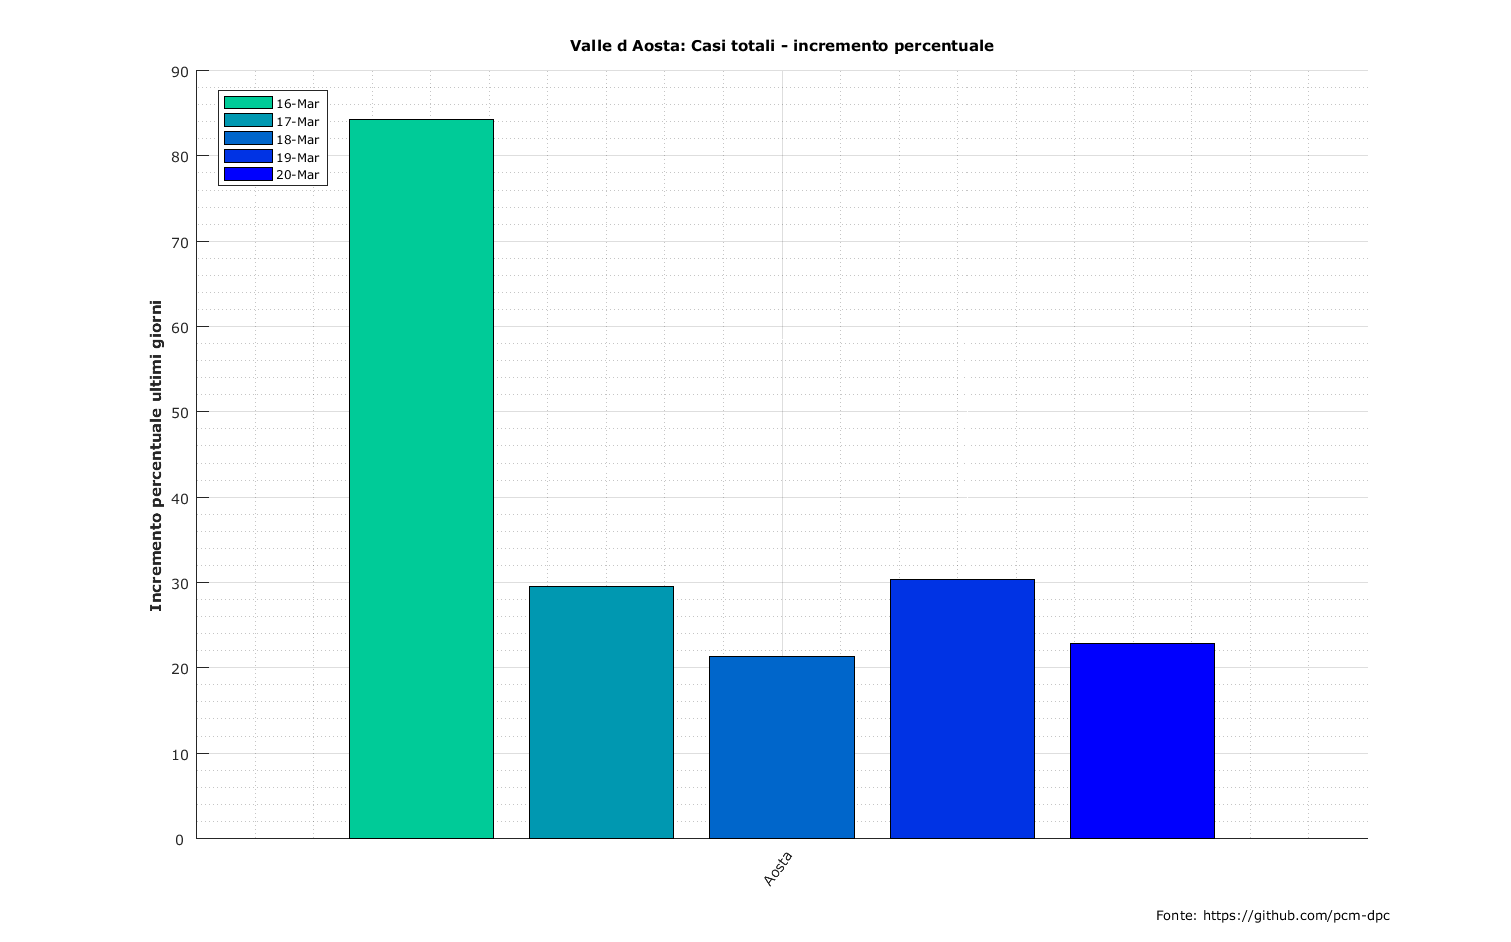 Valle d Aosta: Casi totali - incremento percentuale
90
80
70
60
50
40
30
20
10
0
Incremento percentuale ultimi giorni
16-Mar
17-Mar
18-Mar
19-Mar
20-Mar
Aosta
Fonte: https://github.com/pcm-dpc